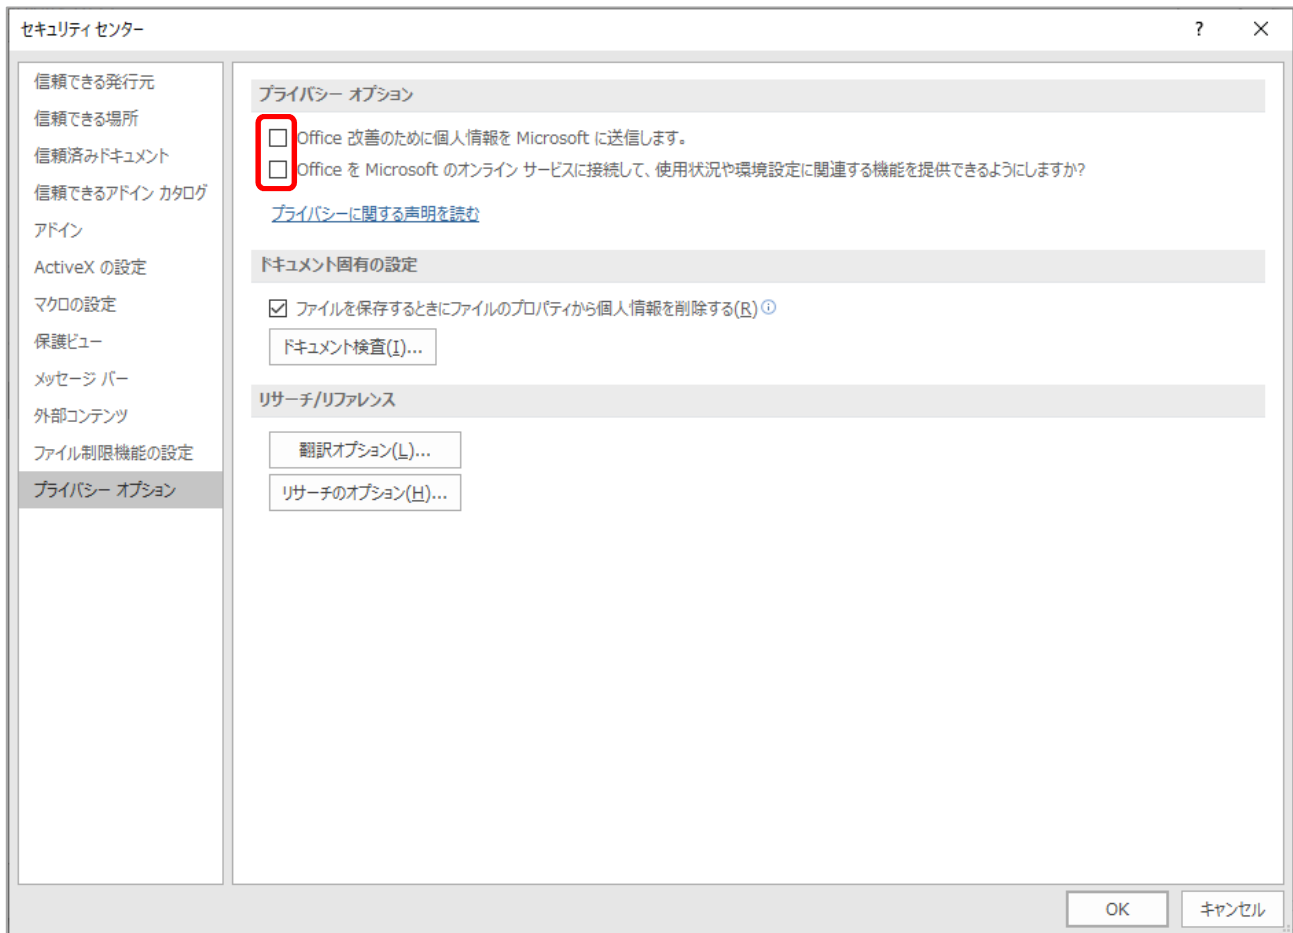 セキュリティ センター
?
信頼できる発行元
信頼できる場所
信頼済みドキュメント
信頼できるアドイン カタログ
アドイン
ActiveX の設定
マクロの設定
保護ビュー
メッセージ バー
外部コンテンツ
ファイル制限機能の設定
プライバシー オプション
プライバシー オプション
Office 改善のために個人情報を Microsoft に送信します。
Office を Microsoft のオンライン サービスに接続して、使用状況や環境設定に関連する機能を提供できるようにしますか?
プライバシーに関する声明を読む
ドキュメント固有の設定
ファイルを保存するときにファイルのプロパティから個人情報を削除する(R)
ドキュメント検査(I)...
リサーチ/リファレンス
翻訳オプション(L)...
リサーチのオプション(H)...
OK
キャンセル